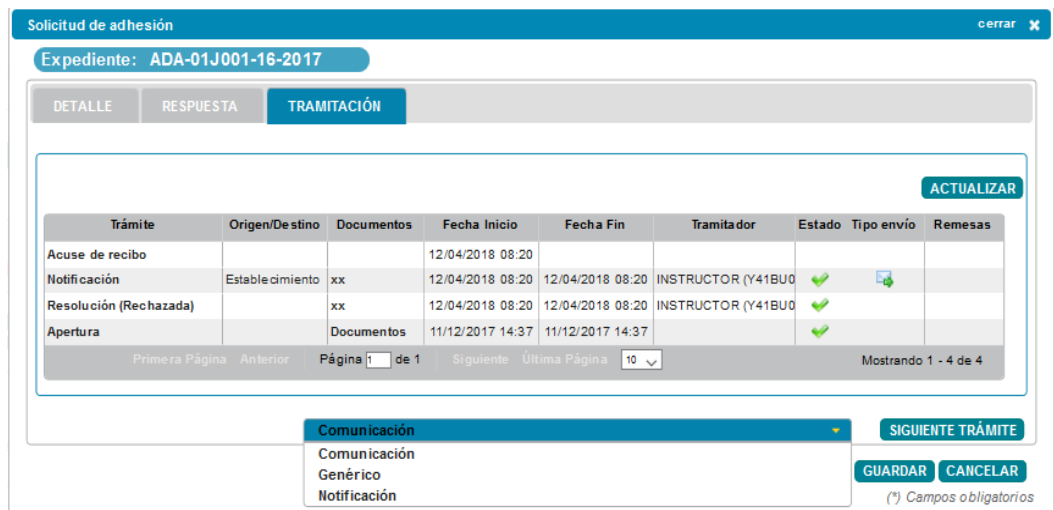 Solicitud de adhesión cerrar
Expediente: ADA-01J001-16-2017
DETALLE RESPUESTA TRAMITACIÓN
ACTUALIZAR
Trámite Origen/Destino Documentos Fecha Inicio Fecha Fin Tramitador Estado Tipo envío Remesas
Acuse de recibo 12/04/2018 08:20
Notificación Establecimiento xx 12/04/2018 08:20 12/04/2018 08:20 INSTRUCTOR (Y41BU0
Resolución (Rechazada) xx 12/04/2018 08:20 12/04/2018 08:20 INSTRUCTOR (Y41BU0
Apertura Documentos 11/12/2017 14:37 11/12/2017 14:37
Primera Página Anterior Página 1 de 1 Siguiente Última Página 10 Mostrando 1 - 4 de 4
Comunicación SIGUIENTE TRÁMITE
Comunicación
Genérico GUARDAR CANCELAR
Notificación (*) Campos obligatorios